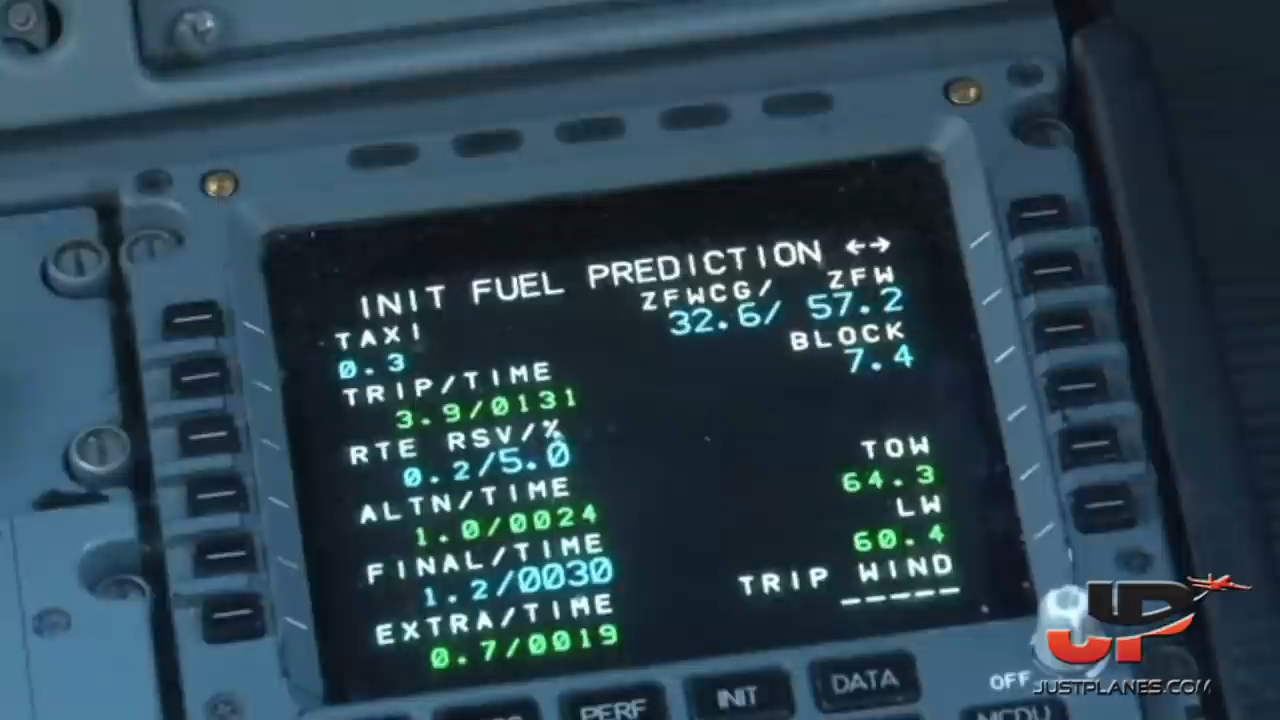 INIT FUEL PREDICTION ←→
TAXI ZFWCG/ ZFW
0.3 32.6/ 57.2
TRIP/TIME BLOCK
3.9/0131 7.4
RTE RSV/%
0.2/5.0
ALTN/TIME TOW
1.0/0024 64.3
FINAL/TIME LW
1.2/0030 60.4
EXTRA/TIME TRIP WIND
0.7/0019 -----
PERF INIT DATA OFF
MENU
JP
JUSTPLANES.COM